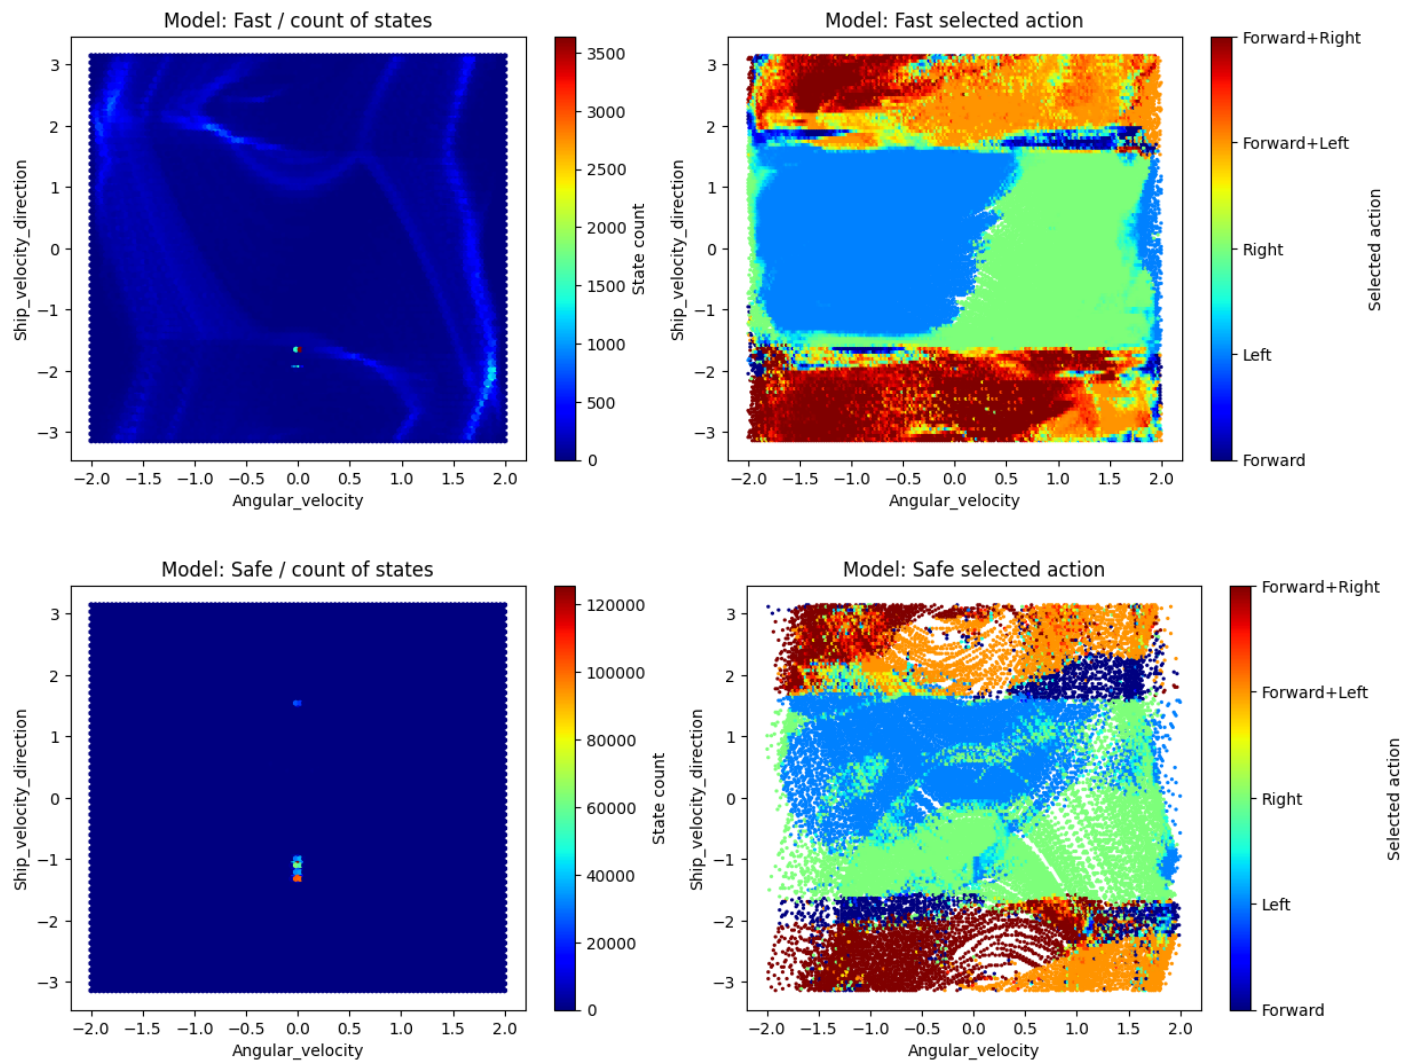 Model: Fast / count of states
3
2
1
0
−1
−2
−3
Ship_velocity_direction
−2.0 −1.5 −1.0 −0.5 0.0 0.5 1.0 1.5 2.0
Angular_velocity
3500
3000
2500
2000
1500
1000
500
0
State count
Model: Fast selected action
3
2
1
0
−1
−2
−3
Ship_velocity_direction
−2.0 −1.5 −1.0 −0.5 0.0 0.5 1.0 1.5 2.0
Angular_velocity
Forward+Right
Forward+Left
Right
Left
Forward
Selected action
Model: Safe / count of states
3
2
1
0
−1
−2
−3
Ship_velocity_direction
−2.0 −1.5 −1.0 −0.5 0.0 0.5 1.0 1.5 2.0
Angular_velocity
120000
100000
80000
60000
40000
20000
0
State count
Model: Safe selected action
3
2
1
0
−1
−2
−3
Ship_velocity_direction
−2.0 −1.5 −1.0 −0.5 0.0 0.5 1.0 1.5 2.0
Angular_velocity
Forward+Right
Forward+Left
Right
Left
Forward
Selected action